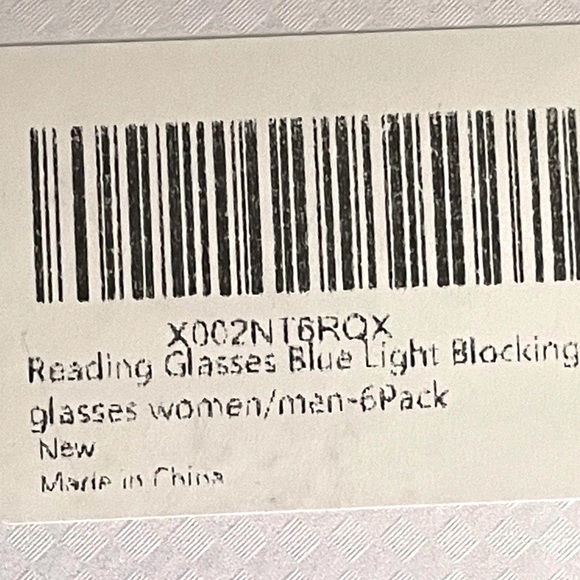 X002NT6RQX
Reading Glasses Blue Light Blocking
glasses women/men-6Pack
New
Made in China